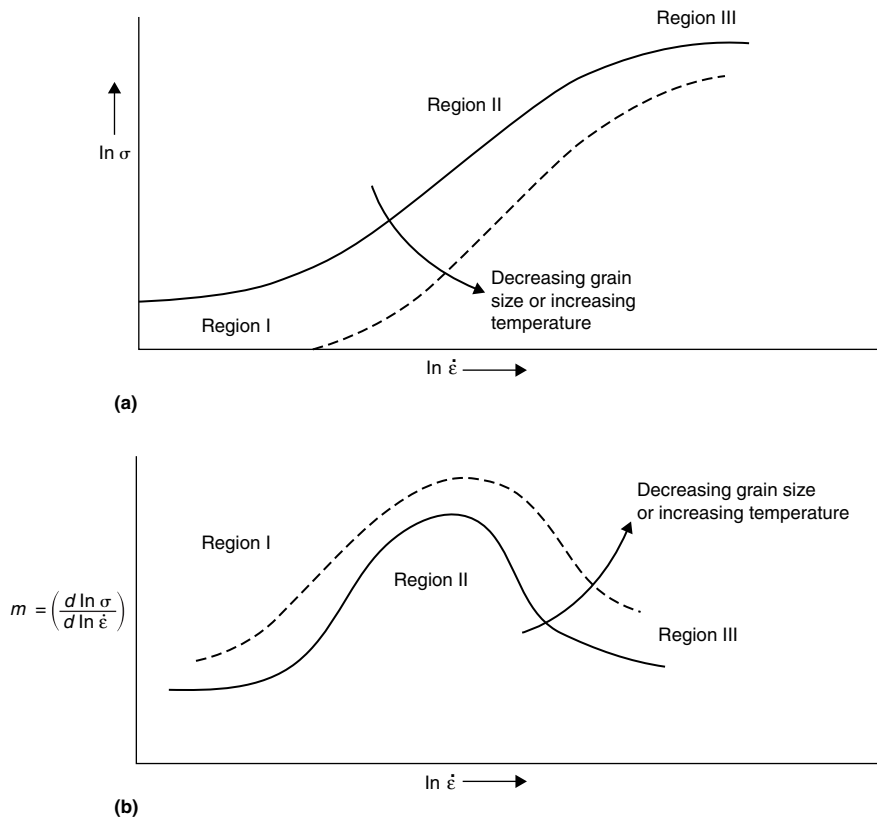 Region III
Region II
ln σ
Decreasing grain
size or increasing
temperature
Region I
ln ε̇
(a)
Decreasing grain size
or increasing temperature
Region I
Region II
m = (d ln σ / d ln ε̇)
Region III
ln ε̇
(b)